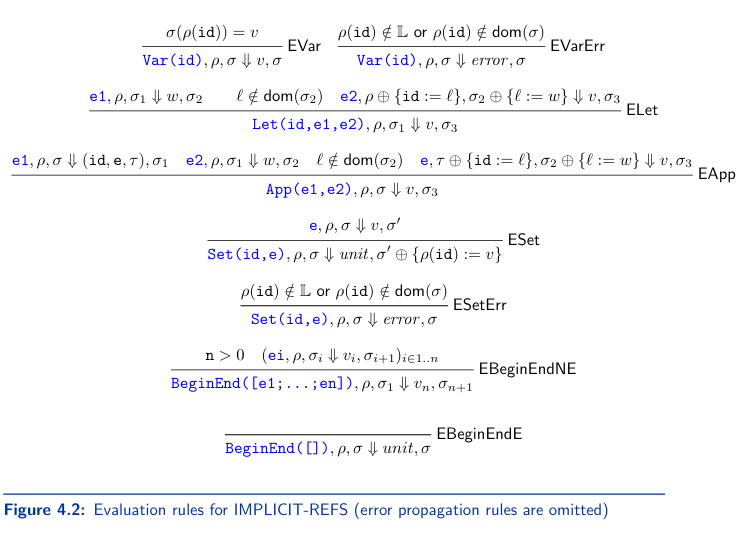 σ(ρ(id)) = v ρ(id) ∉ 𝕃 or ρ(id) ∉ dom(σ)
EVar EVarErr
Var(id), ρ, σ ⇓ v, σ Var(id), ρ, σ ⇓ error, σ
e1, ρ, σ₁ ⇓ w, σ₂ ℓ ∉ dom(σ₂) e2, ρ ⊕ {id := ℓ}, σ₂ ⊕ {ℓ := w} ⇓ v, σ₃
ELet
Let(id,e1,e2), ρ, σ₁ ⇓ v, σ₃
e1, ρ, σ ⇓ (id, e, τ), σ₁ e2, ρ, σ₁ ⇓ w, σ₂ ℓ ∉ dom(σ₂) e, τ ⊕ {id := ℓ}, σ₂ ⊕ {ℓ := w} ⇓ v, σ₃
EApp
App(e1,e2), ρ, σ ⇓ v, σ₃
e, ρ, σ ⇓ v, σ′
ESet
Set(id,e), ρ, σ ⇓ unit, σ′ ⊕ {ρ(id) := v}
ρ(id) ∉ 𝕃 or ρ(id) ∉ dom(σ)
ESetErr
Set(id,e), ρ, σ ⇓ error, σ
n > 0 (ei, ρ, σᵢ ⇓ vᵢ, σᵢ₊₁)ᵢ∈₁..ₙ
EBeginEndNE
BeginEnd([e1;...;en]), ρ, σ₁ ⇓ vₙ, σₙ₊₁
EBeginEndE
BeginEnd([]), ρ, σ ⇓ unit, σ
Figure 4.2: Evaluation rules for IMPLICIT-REFS (error propagation rules are omitted)